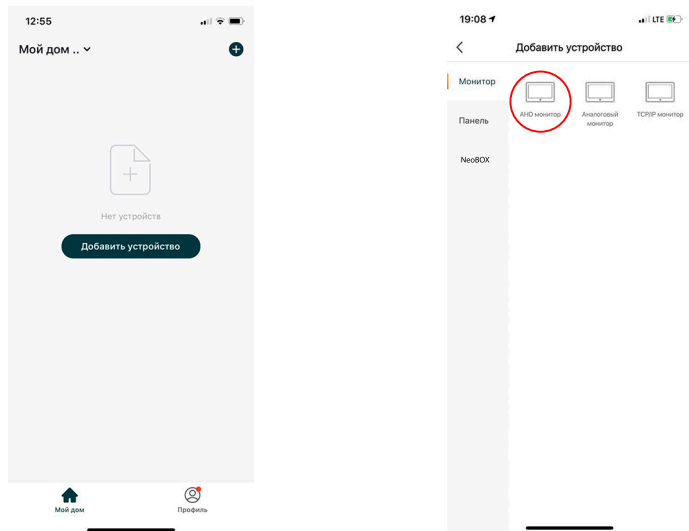 12:55
Мой дом ..
Нет устройств
Добавить устройство
Мой дом
Профиль
19:08
LTE
Добавить устройство
Монитор
Панель
NeoBOX
AHD монитор
Аналоговый
монитор
TCP/IP монитор